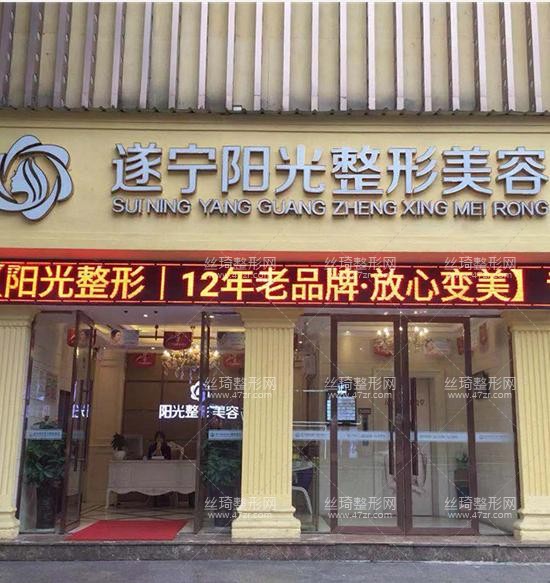 遂宁阳光整形美容
SUI NING YANG GUANG ZHENG XING MEI RONG
【阳光整形｜12年老品牌·放心变美】
阳光整形美容
丝琦整形网
www.47zr.com